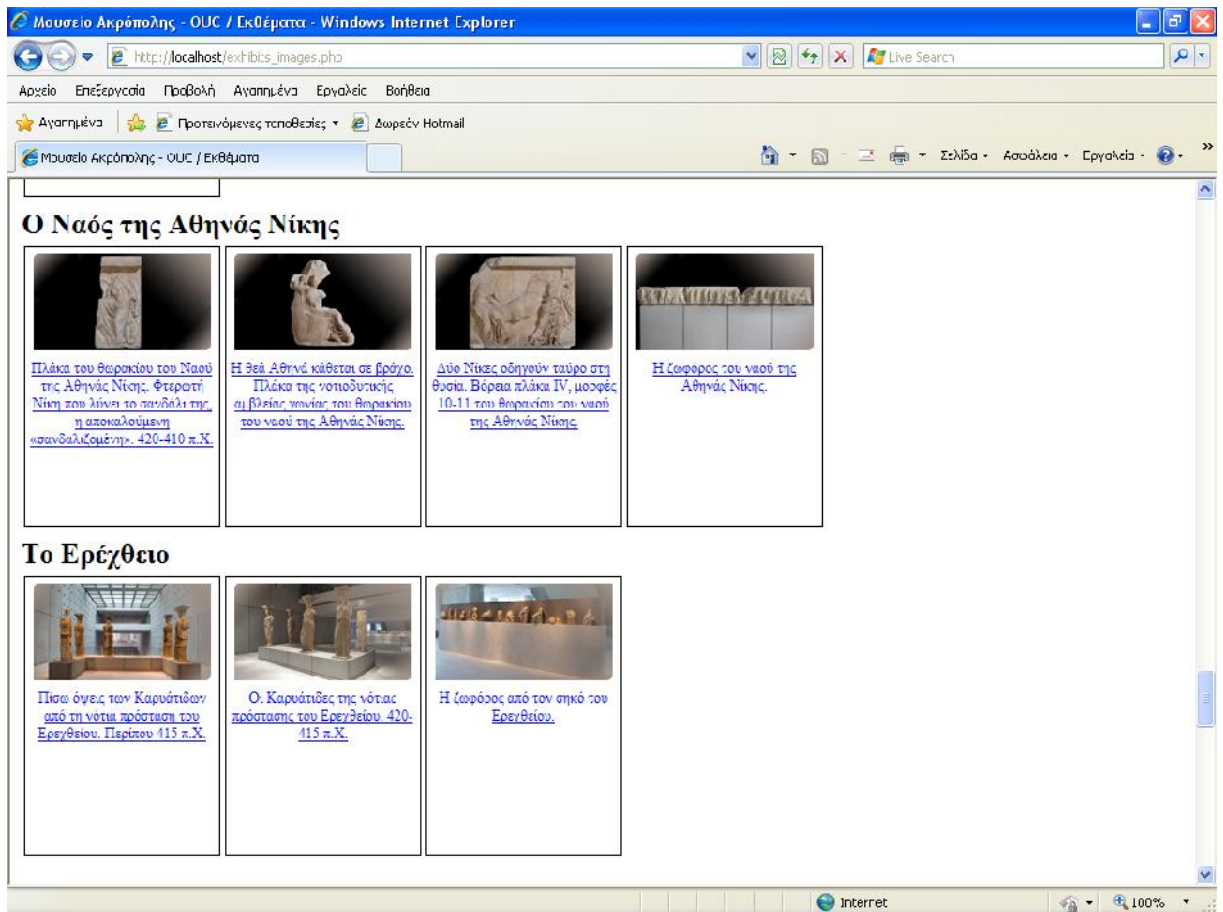 Μουσείο Ακρόπολης - OUC / Εκθέματα - Windows Internet Explorer
http://localhost/exhibits_images.php
Live Search
Αρχείο Επεξεργασία Προβολή Αγαπημένα Εργαλεία Βοήθεια
Αγαπημένα Προτεινόμενες τοποθεσίες Δωρεάν Hotmail
Μουσείο Ακρόπολης - OUC / Εκθέματα
Σελίδα Ασφάλεια Εργαλεία
Ο Ναός της Αθηνάς Νίκης
Πλάκα του θωρακίου του Ναού
της Αθηνάς Νίκης. Φτερωτή
Νίκη που λύνει το σανδάλι της,
η αποκαλούμενη
«σανδαλιζομένη». 420-410 π.Χ.
Η θεά Αθηνά κάθεται σε βράχο.
Πλάκα της νοτιοδυτικής
αμβλείας γωνίας του θωρακίου
του ναού της Αθηνάς Νίκης.
Δύο Νίκες οδηγούν ταύρο στη
θυσία. Βόρεια πλάκα IV, μορφές
10-11 του θωρακίου του ναού
της Αθηνάς Νίκης.
Η ζωφόρος του ναού της
Αθηνάς Νίκης.
Το Ερέχθειο
Πίσω όψεις των Καρυάτιδων
από τη νότια πρόσταση του
Ερεχθείου. Περίπου 415 π.Χ.
Οι Καρυάτιδες της νότιας
πρόστασης του Ερεχθείου. 420-
415 π.Χ.
Η ζωφόρος από τον σηκό του
Ερεχθείου.
Internet
100%